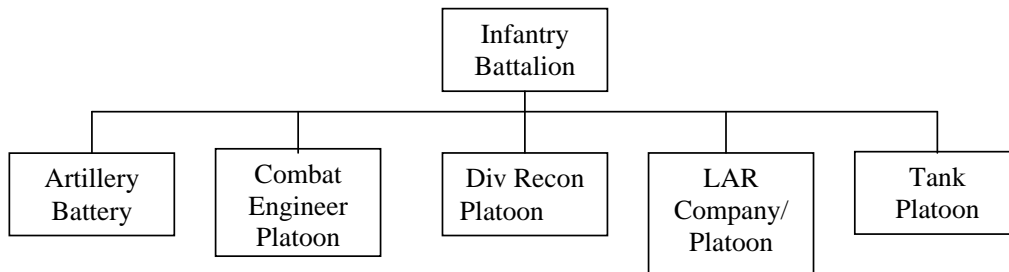 Infantry
Battalion
Artillery
Battery
Combat
Engineer
Platoon
Div Recon
Platoon
LAR
Company/
Platoon
Tank
Platoon